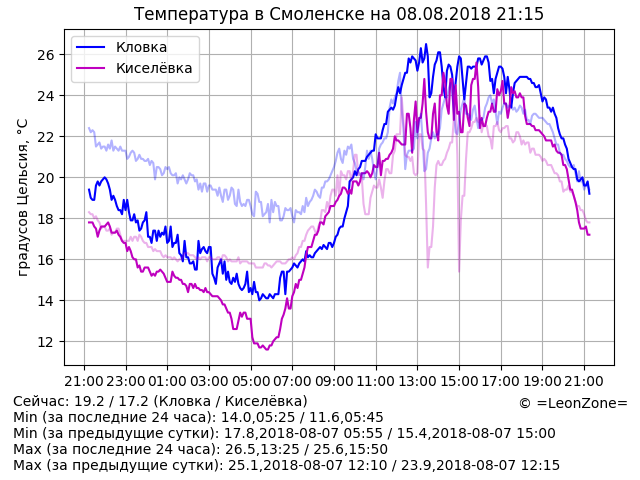 Температура в Смоленске на 08.08.2018 21:15
Кловка
Киселёвка
градусов Цельсия, °C
26
24
22
20
18
16
14
12
21:00 23:00 01:00 03:00 05:00 07:00 09:00 11:00 13:00 15:00 17:00 19:00 21:00
Сейчас: 19.2 / 17.2 (Кловка / Киселёвка)
© =LeonZone=
Min (за последние 24 часа): 14.0,05:25 / 11.6,05:45
Min (за предыдущие сутки): 17.8,2018-08-07 05:55 / 15.4,2018-08-07 15:00
Max (за последние 24 часа): 26.5,13:25 / 25.6,15:50
Max (за предыдущие сутки): 25.1,2018-08-07 12:10 / 23.9,2018-08-07 12:15